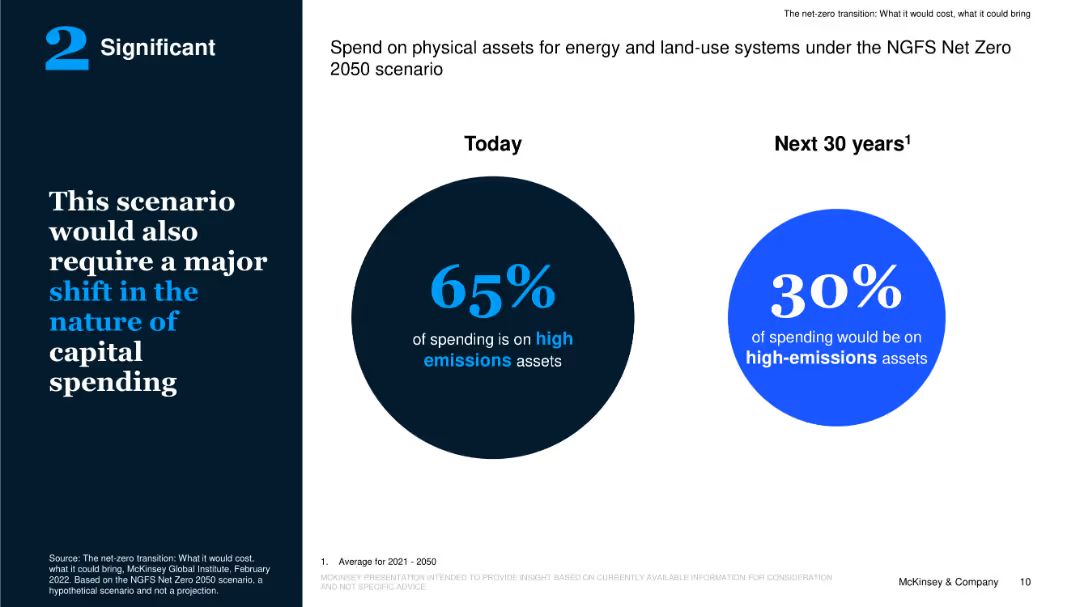 The net-zero transition: What it would cost, what it could bring
2 Significant
Spend on physical assets for energy and land-use systems under the NGFS Net Zero
2050 scenario
This scenario
would also
require a major
shift in the
nature of
capital
spending
Today
65%
of spending is on high
emissions assets
Next 30 years1
30%
of spending would be on
high-emissions assets
Source: The net-zero transition: What it would cost.
what it could bring, McKinsey Global Institute, February
2022. Based on the NGFS Net Zero 2050 scenario, a
hypothetical scenario and not a projection.
1. Average for 2021 - 2050
MCKINSEY PRESENTATION INTENDED TO PROVIDE INSIGHT BASED ON CURRENTLY AVAILABLE INFORMATION FOR CONSIDERATION
AND NOT SPECIFIC ADVICE
McKinsey & Company 10